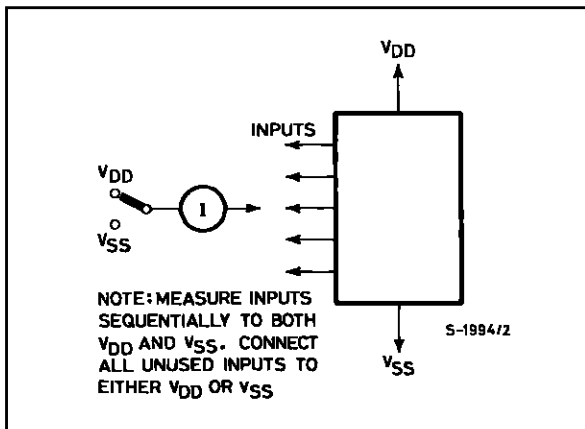 VDD
INPUTS
VDD
I
VSS
NOTE: MEASURE INPUTS
SEQUENTIALLY TO BOTH
VDD AND VSS. CONNECT
ALL UNUSED INPUTS TO
EITHER VDD OR VSS
S-1994/2
VSS